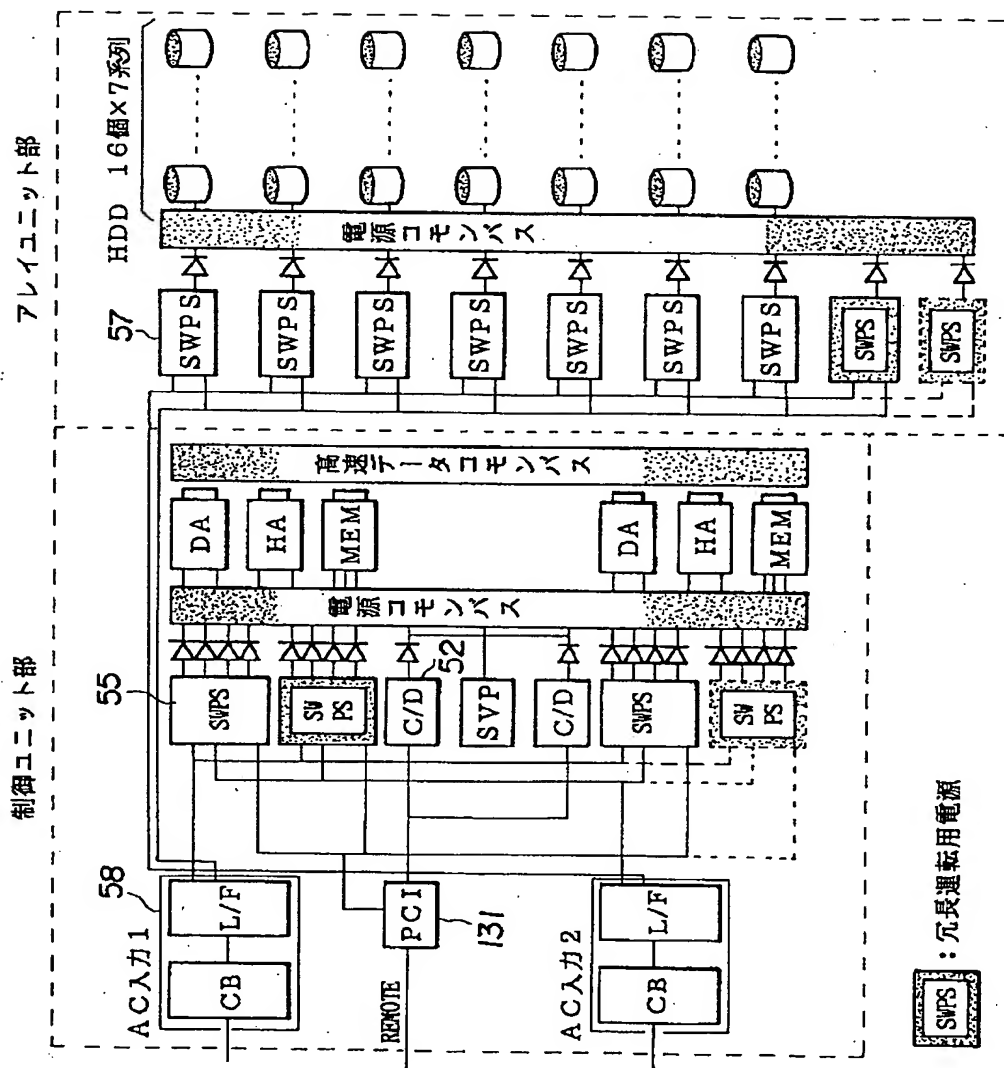 アレイユニット部
HDD 16個×7系列
電源コモンバス
57
SWPS
SWPS
SWPS
SWPS
SWPS
SWPS
SWPS
SWPS
SWPS
制御ユニット部
高速データコモンバス
DA
HA
MEM
DA
HA
MEM
電源コモンバス
55
52
SWPS
SW
PS
C/D
SVP
C/D
SWPS
SW
PS
58
AC入力1
L/F
CB
REMOTE
PCI
131
AC入力2
L/F
CB
SWPS
:冗長運転用電源